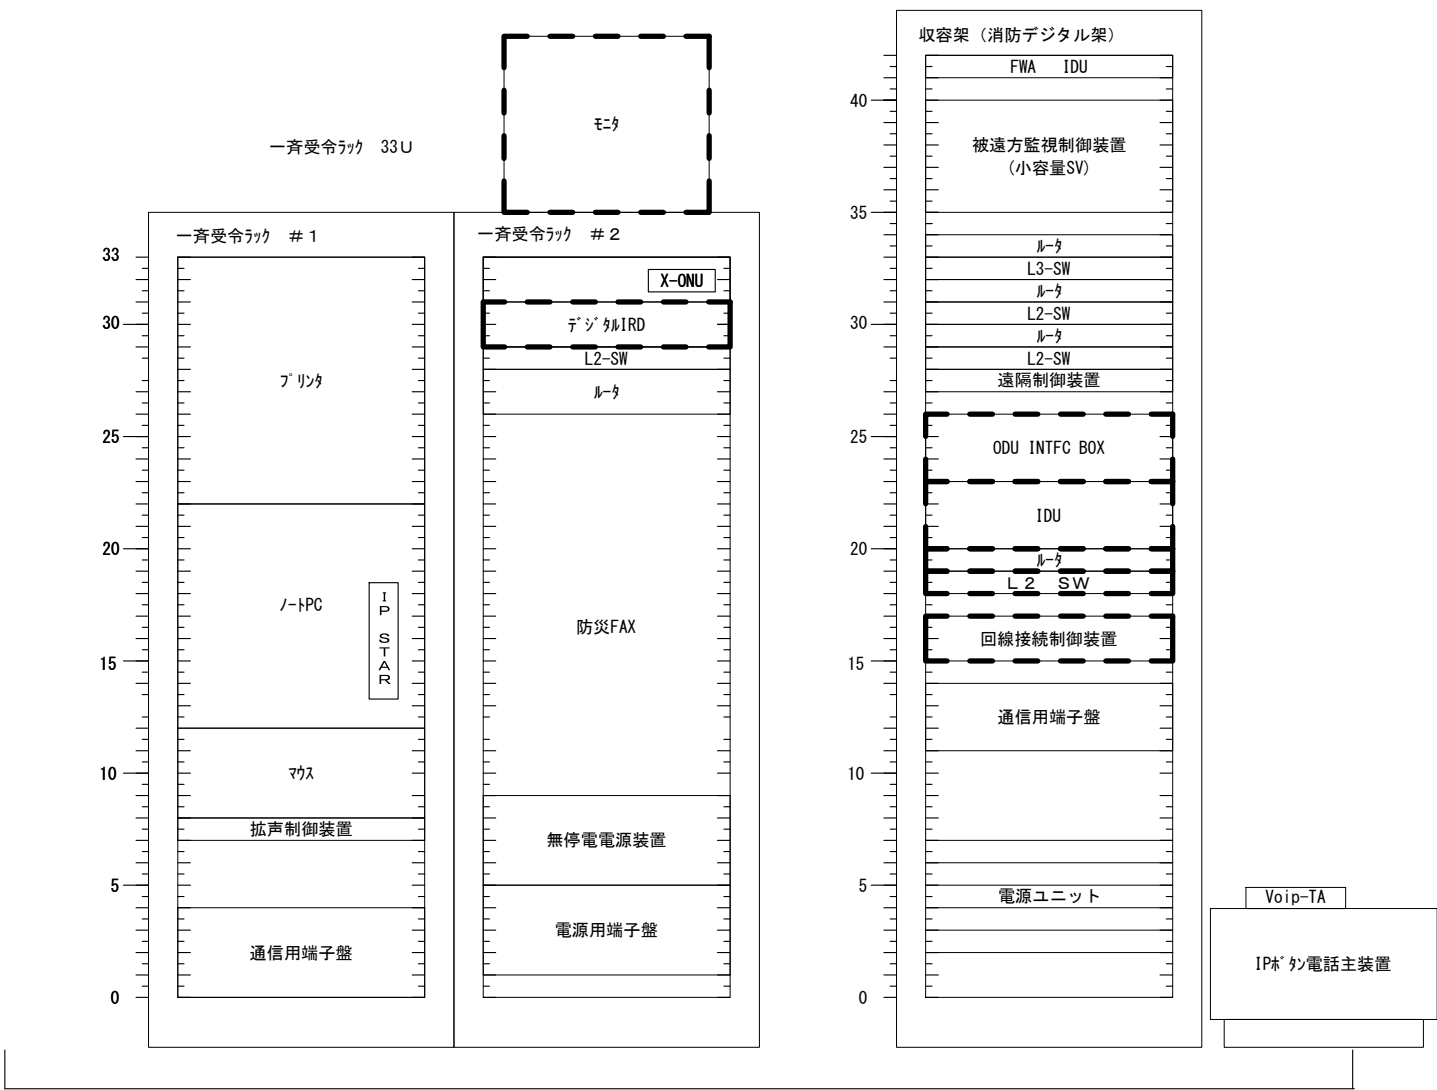 一斉受令ﾗｯｸ 33U
ﾓﾆﾀ
一斉受令ﾗｯｸ #1
33
30
25
20
15
10
5
0
ﾌﾟﾘﾝﾀ
ﾉｰﾄPC
IP STAR
ﾏｳｽ
拡声制御装置
通信用端子盤
一斉受令ﾗｯｸ #2
X-ONU
ﾃﾞｼﾞﾀﾙIRD
L2-SW
ﾙｰﾀ
防災FAX
無停電電源装置
電源用端子盤
収容架（消防デジタル架）
40
35
30
25
20
15
10
5
0
FWA IDU
被遠方監視制御装置
(小容量SV)
ﾙｰﾀ
L3-SW
ﾙｰﾀ
L2-SW
ﾙｰﾀ
L2-SW
遠隔制御装置
ODU INTFC BOX
IDU
ﾙｰﾀ
L2 SW
回線接続制御装置
通信用端子盤
電源ユニット
Voip-TA
IPﾎﾞﾀﾝ電話主装置